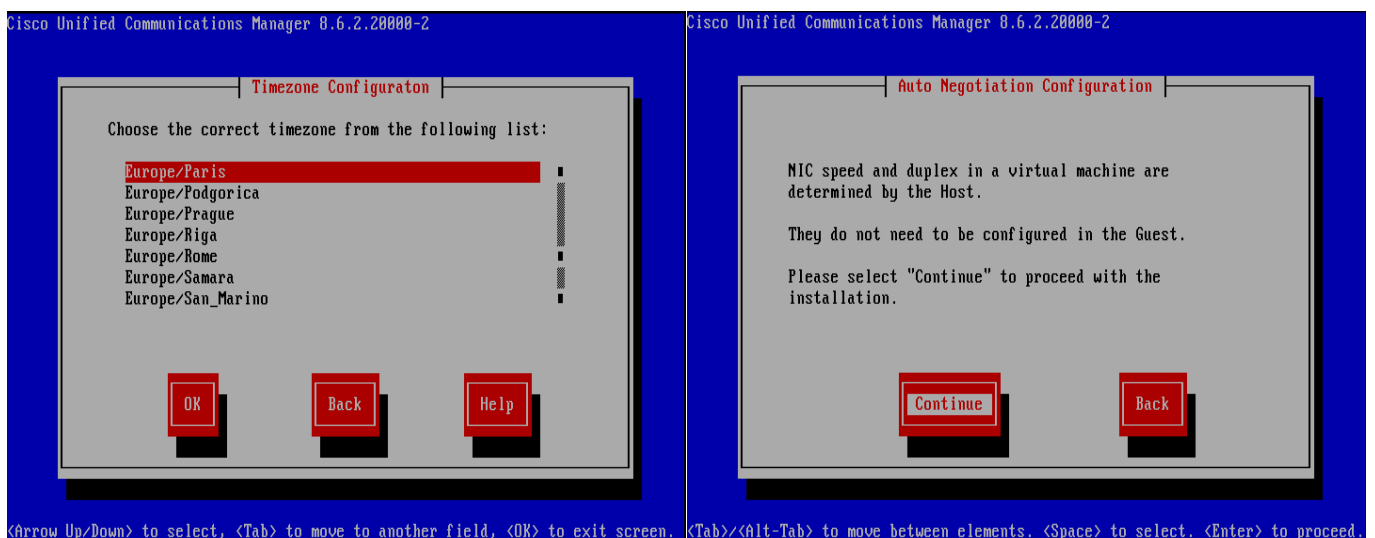 Cisco Unified Communications Manager 8.6.2.20000-2
Timezone Configuraton
Choose the correct timezone from the following list:
Europe/Paris
Europe/Podgorica
Europe/Prague
Europe/Riga
Europe/Rome
Europe/Samara
Europe/San_Marino
OK
Back
Help
<Arrow Up/Down> to select, <Tab> to move to another field, <OK> to exit screen.
Cisco Unified Communications Manager 8.6.2.20000-2
Auto Negotiation Configuration
NIC speed and duplex in a virtual machine are
determined by the Host.
They do not need to be configured in the Guest.
Please select "Continue" to proceed with the
installation.
Continue
Back
<Tab>/<Alt-Tab> to move between elements. <Space> to select. <Enter> to proceed.